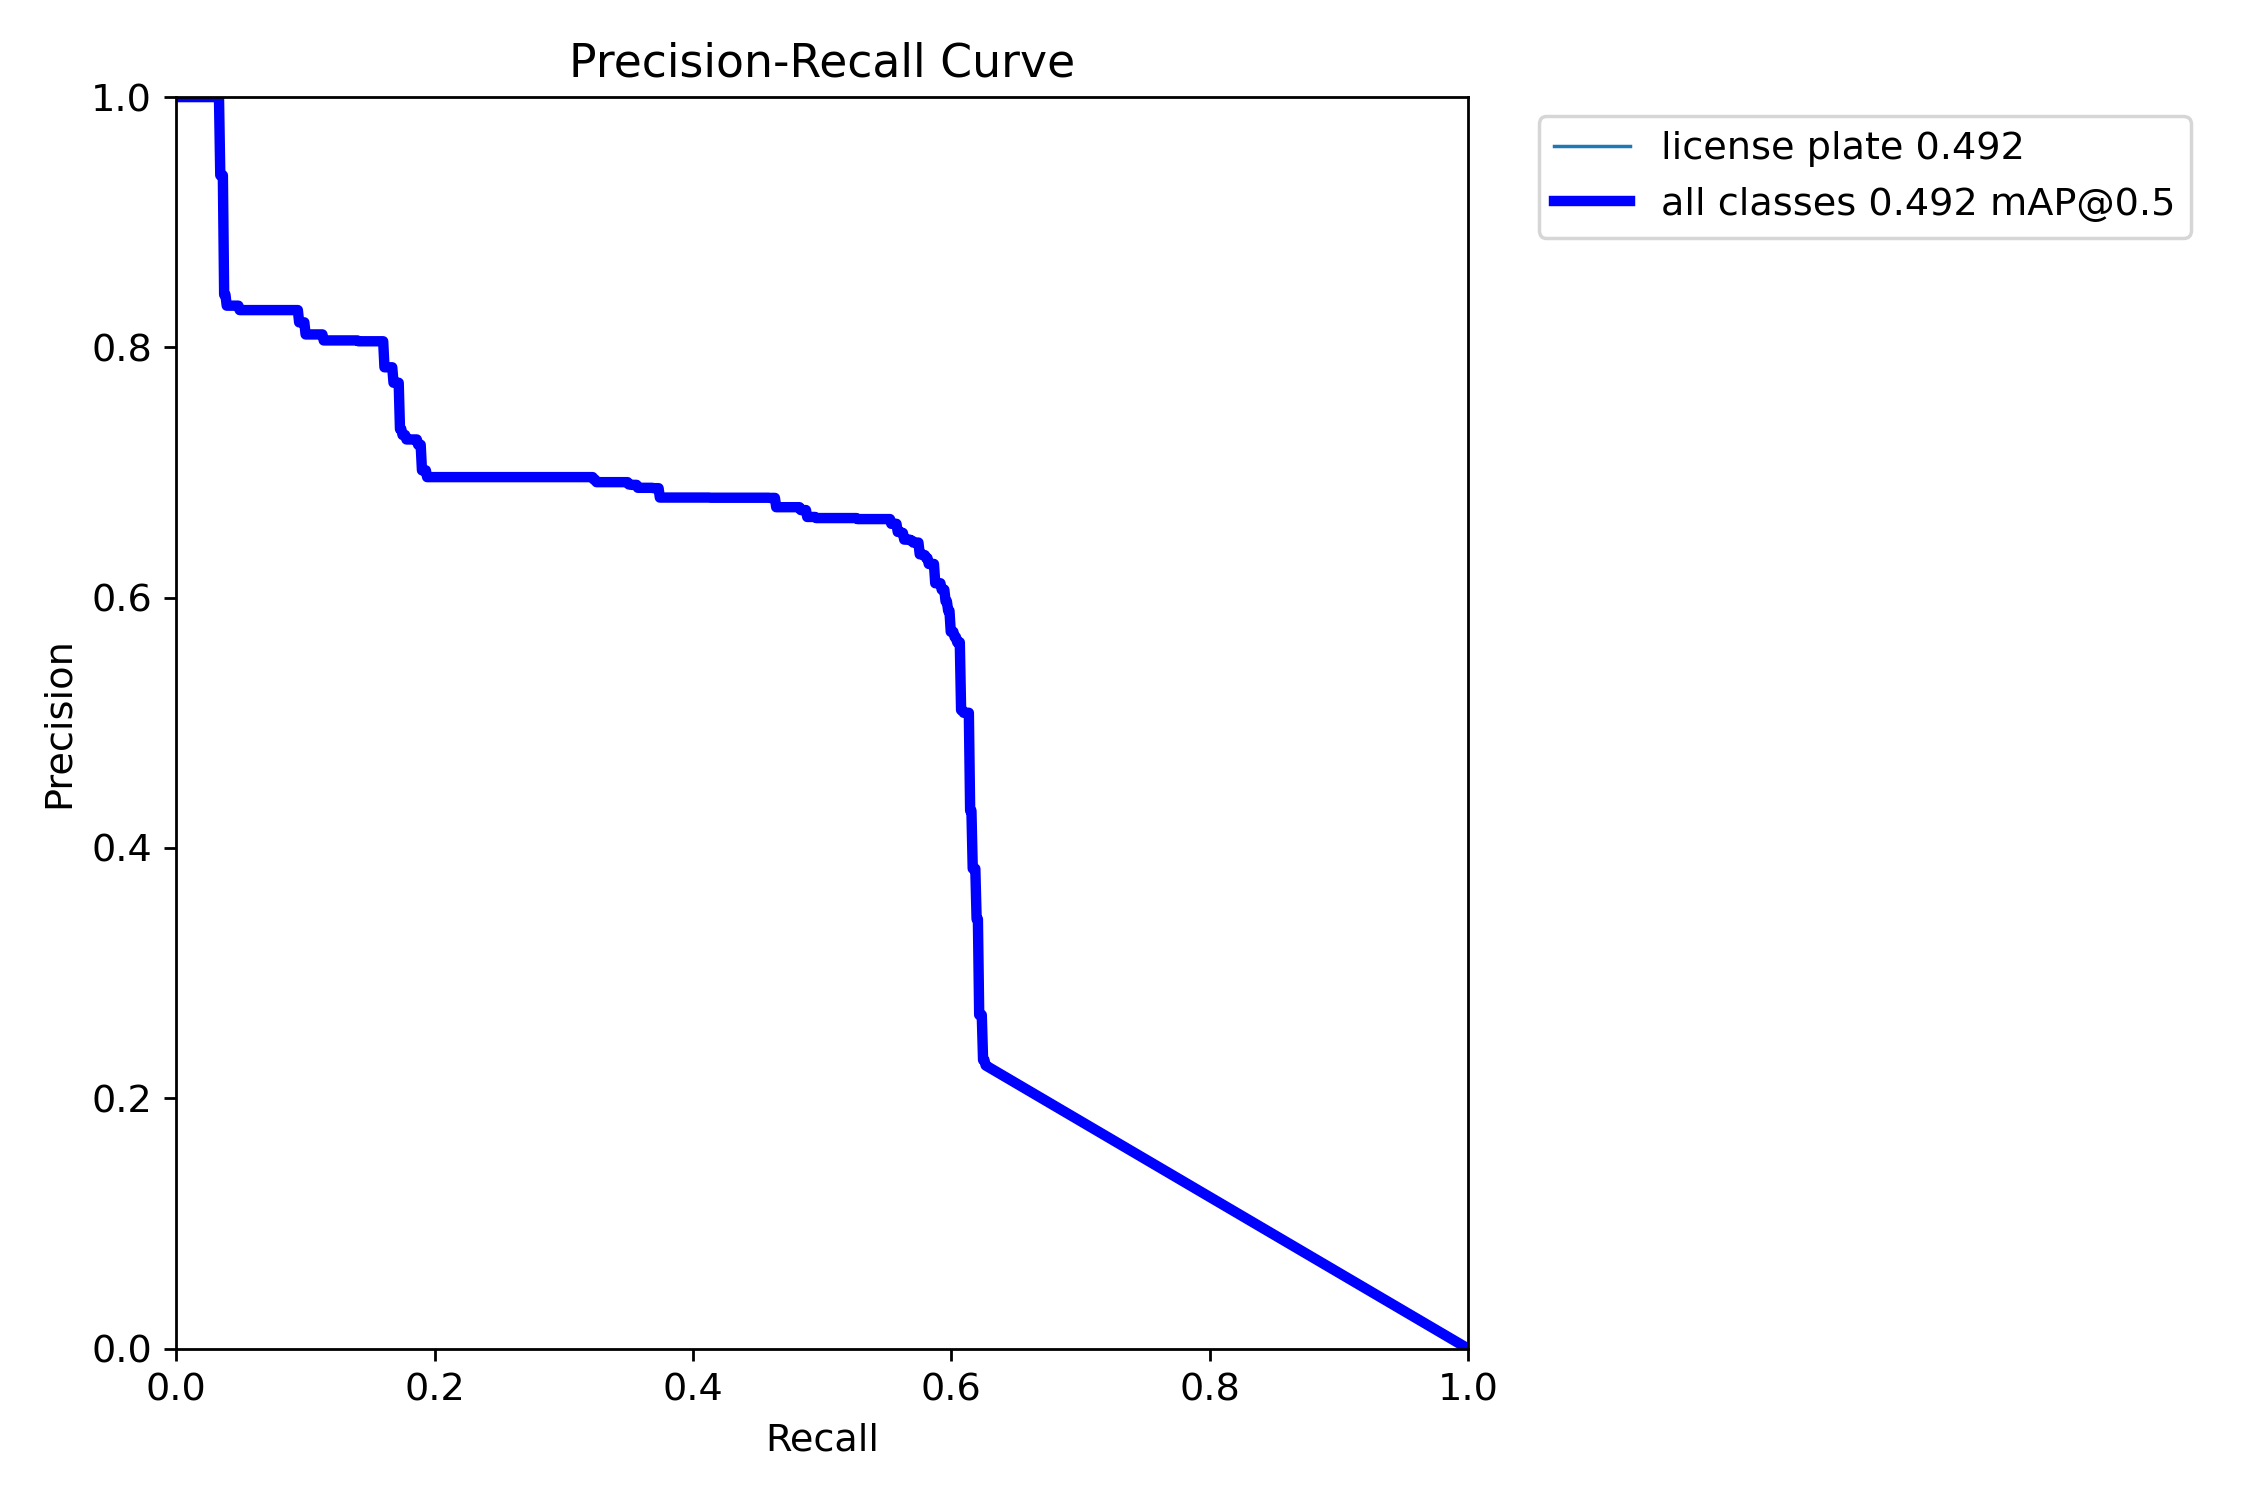 Precision-Recall Curve
1.0
0.8
0.6
0.4
0.2
0.0
Precision
0.0 0.2 0.4 0.6 0.8 1.0
Recall
license plate 0.492
all classes 0.492 mAP@0.5